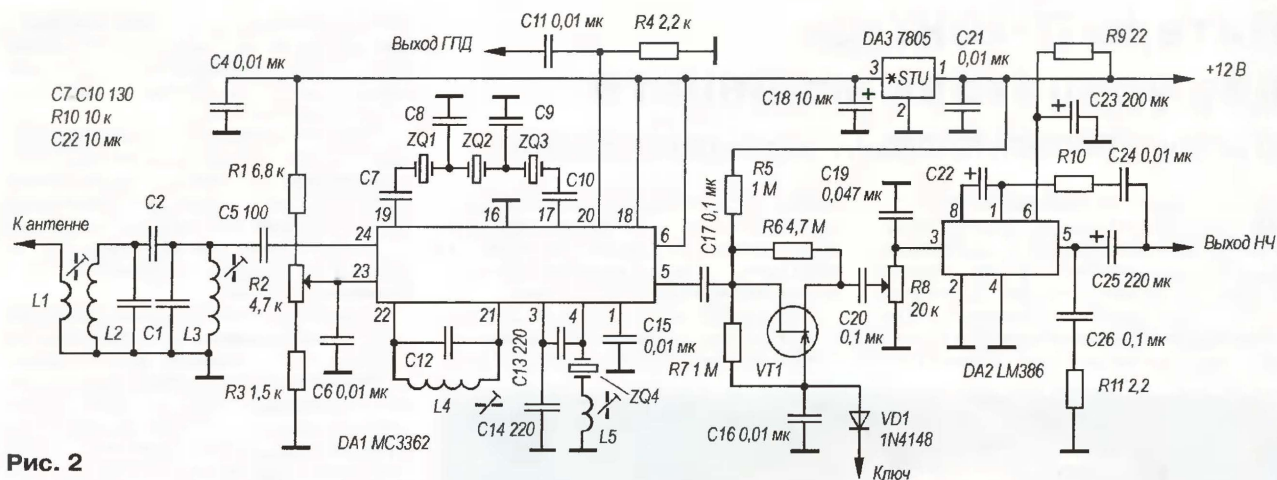 C11 0,01 мк
R4 2,2 к
Выход ГПД
C4 0,01 мк
DA3 7805
C21
0,01 мк
R9 22
3
*STU
1
2
+12 В
C7 C10 130
R10 10 к
C22 10 мк
C8
C9
ZQ1
ZQ2
ZQ3
C18 10 мк
+
C23 200 мк
+
R10
C24 0,01 мк
R1 6,8 к
C7
C10
R5
1 М
C19
0,047 мк
C22
+
C2
C5 100
19
16
17
20
18
C17 0,1 мк
R6 4,7 М
8
1
6
К антенне
24
6
3
5
+
Выход НЧ
23
5
C25 220 мк
L1
L2
C1
L3
R2
4,7 к
22
21
3
4
1
C15
0,01 мк
C20
0,1 мк
R8
20 к
2
4
C26 0,1 мк
C12
C13 220
R7 1 М
VT1
DA2 LM386
R3 1,5 к
C6 0,01 мк
L4
ZQ4
R11 2,2
DA1 MC3362
C14 220
L5
C16 0,01 мк
VD1
1N4148
Рис. 2
Ключ